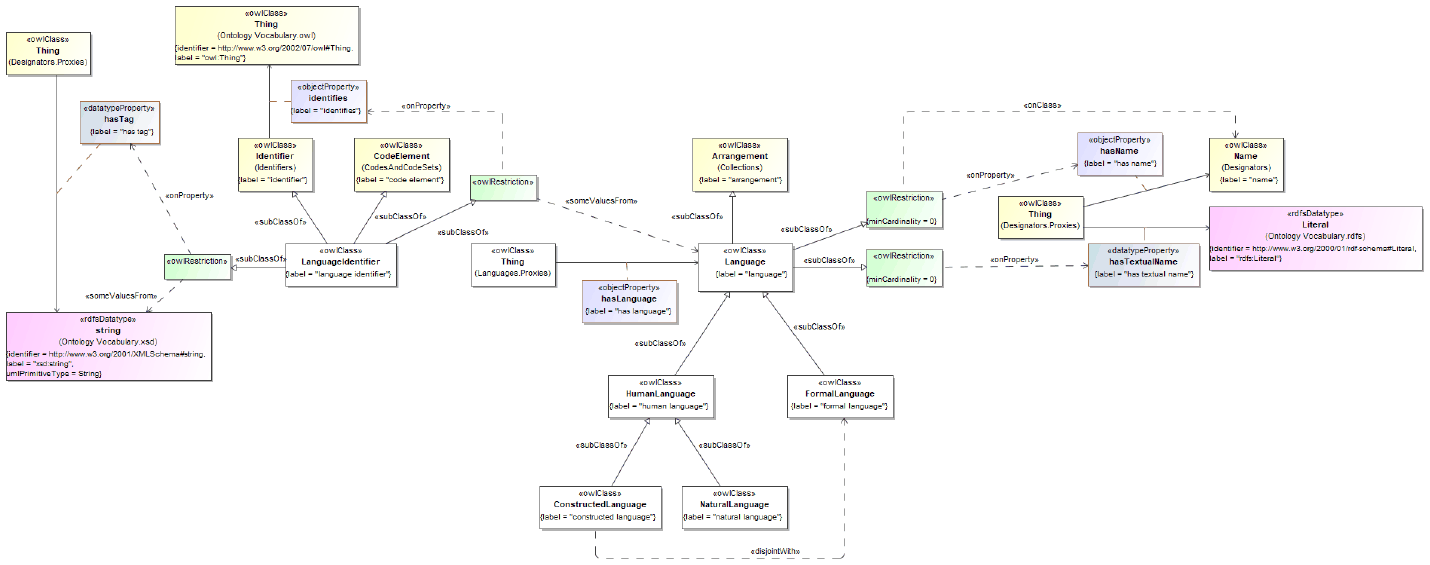 «owlClass»
Thing
(Designators.Proxies)
«owlClass»
Thing
(Ontology Vocabulary.owl)
{identifier = http://www.w3.org/2002/07/owl#Thing,
label = "owl:Thing"}
«datatypeProperty»
hasTag
{label = "has tag"}
«objectProperty»
identifies
{label = "identifies"}
«onProperty»
«owlClass»
Identifier
(Identifiers)
{label = "identifier"}
«owlClass»
CodeElement
(CodesAndCodeSets)
{label = "code element"}
«owlRestriction»
«onProperty»
«subClassOf»
«subClassOf»
«subClassOf»
«someValuesFrom»
«owlClass»
LanguageIdentifier
{label = "language identifier"}
«subClassOf»
«owlRestriction»
«someValuesFrom»
«rdfsDatatype»
string
(Ontology Vocabulary.xsd)
{identifier = http://www.w3.org/2001/XMLSchema#string,
label = "xsd:string",
umlPrimitiveType = String}
«owlClass»
Thing
(Languages.Proxies)
«objectProperty»
hasLanguage
{label = "has language"}
«owlClass»
Arrangement
(Collections)
{label = "arrangement"}
«subClassOf»
«owlClass»
Language
{label = "language"}
«subClassOf»
«subClassOf»
«owlRestriction»
{minCardinality = 0}
«owlRestriction»
{minCardinality = 0}
«onClass»
«onProperty»
«onProperty»
«objectProperty»
hasName
{label = "has name"}
«owlClass»
Name
(Designators)
{label = "name"}
«owlClass»
Thing
(Designators.Proxies)
«rdfsDatatype»
Literal
(Ontology Vocabulary.rdfs)
{identifier = http://www.w3.org/2000/01/rdf-schema#Literal,
label = "rdfs:Literal"}
«datatypeProperty»
hasTextualName
{label = "has textual name"}
«subClassOf»
«subClassOf»
«owlClass»
HumanLanguage
{label = "human language"}
«owlClass»
FormalLanguage
{label = "formal language"}
«subClassOf»
«subClassOf»
«owlClass»
ConstructedLanguage
{label = "constructed language"}
«owlClass»
NaturalLanguage
{label = "natural language"}
«disjointWith»